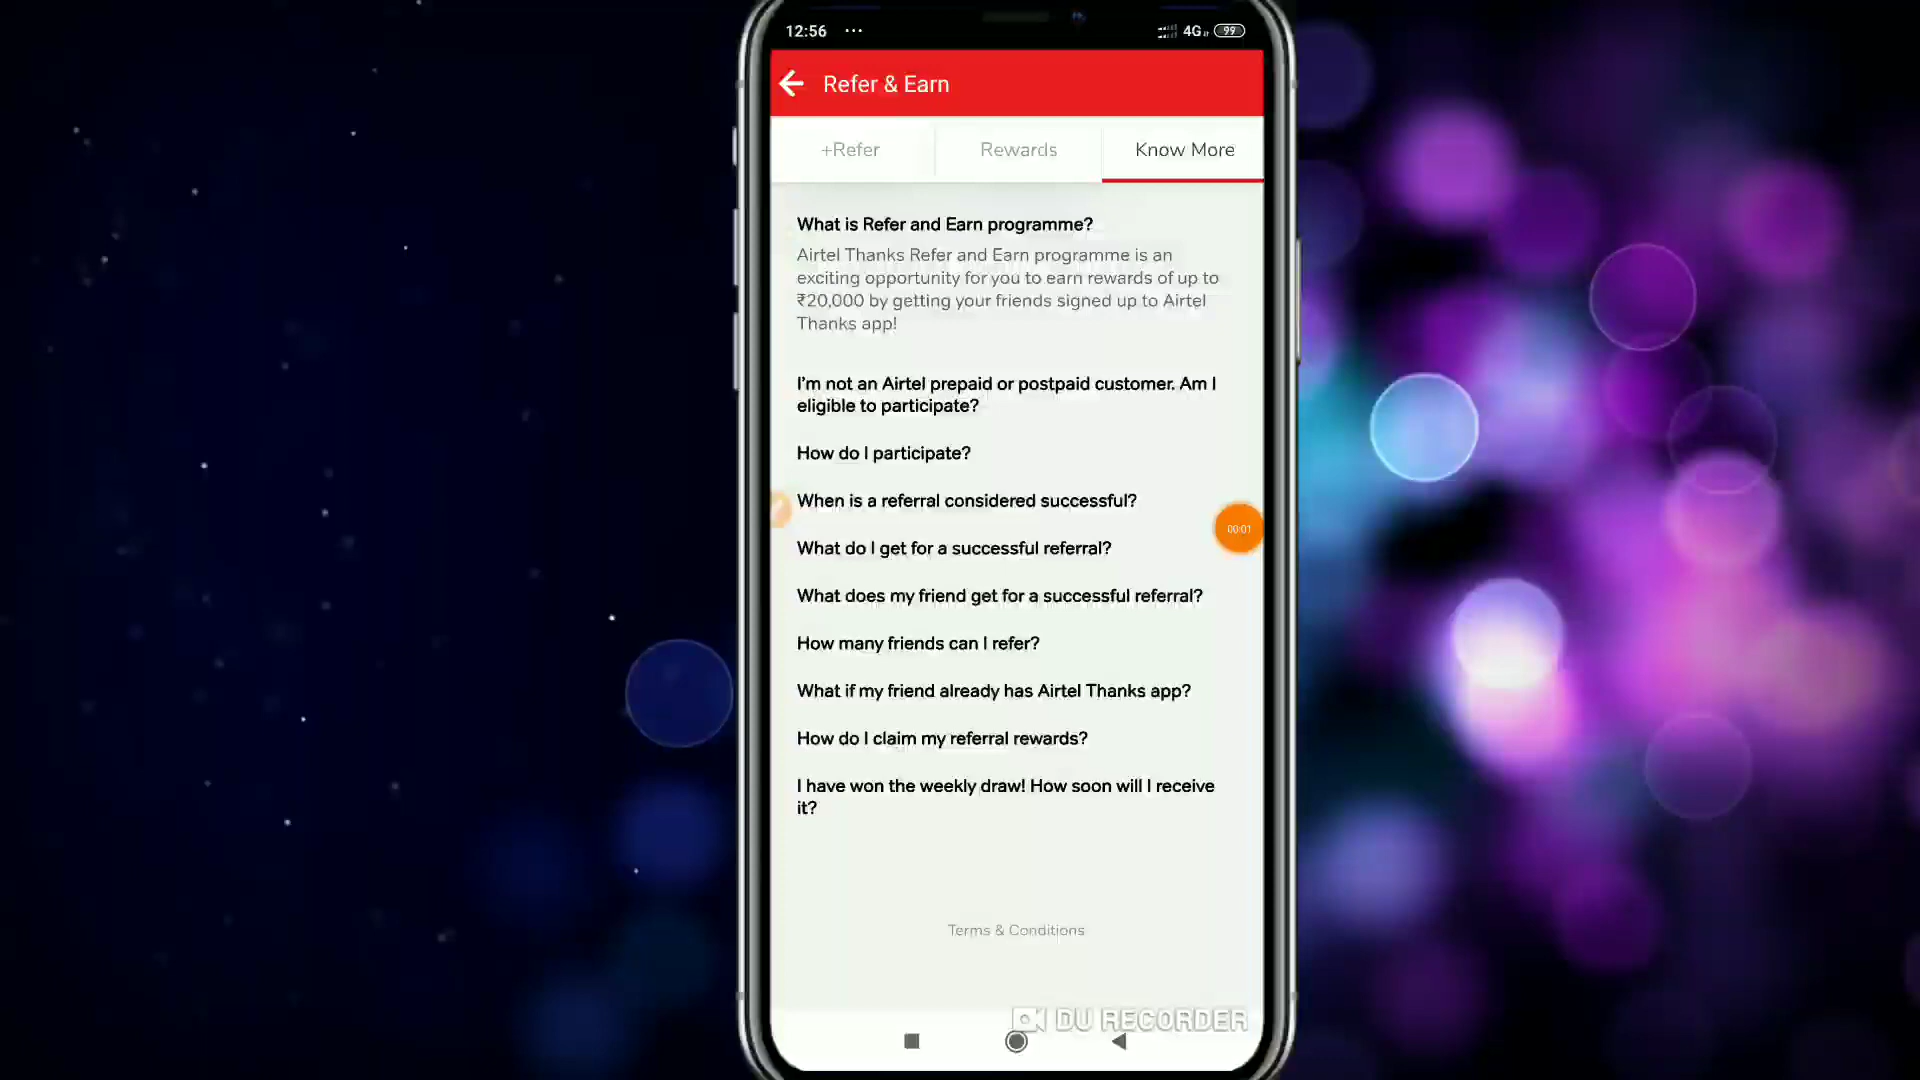 12:56 ...
4G 99
Refer & Earn
+Refer
Rewards
Know More
What is Refer and Earn programme?
Airtel Thanks Refer and Earn programme is an
exciting opportunity for you to earn rewards of up to
₹20,000 by getting your friends signed up to Airtel
Thanks app!
I'm not an Airtel prepaid or postpaid customer. Am I
eligible to participate?
How do I participate?
When is a referral considered successful?
00:01
What do I get for a successful referral?
What does my friend get for a successful referral?
How many friends can I refer?
What if my friend already has Airtel Thanks app?
How do I claim my referral rewards?
I have won the weekly draw! How soon will I receive
it?
Terms & Conditions
DU RECORDER